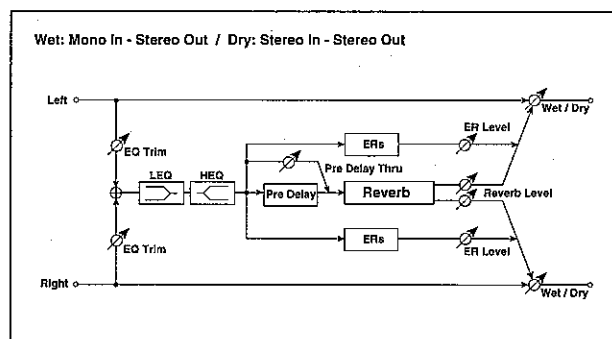 Wet: Mono In - Stereo Out / Dry: Stereo In - Stereo Out
Left
Wet / Dry
EQ Trim
ERs
ER Level
LEQ
HEQ
Pre Delay Thru
Pre Delay
Reverb
Reverb Level
EQ Trim
ERs
ER Level
Right
Wet / Dry